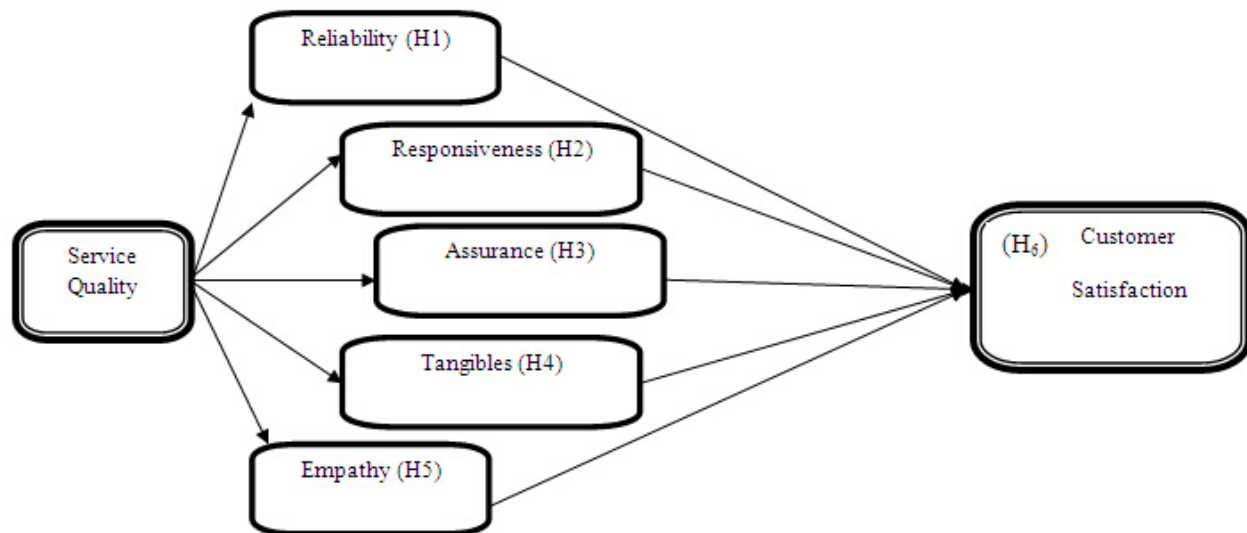 Reliability (H1)
Responsiveness (H2)
Assurance (H3)
Service
Quality
Tangibles (H4)
Empathy (H5)
(H₆) Customer
Satisfaction